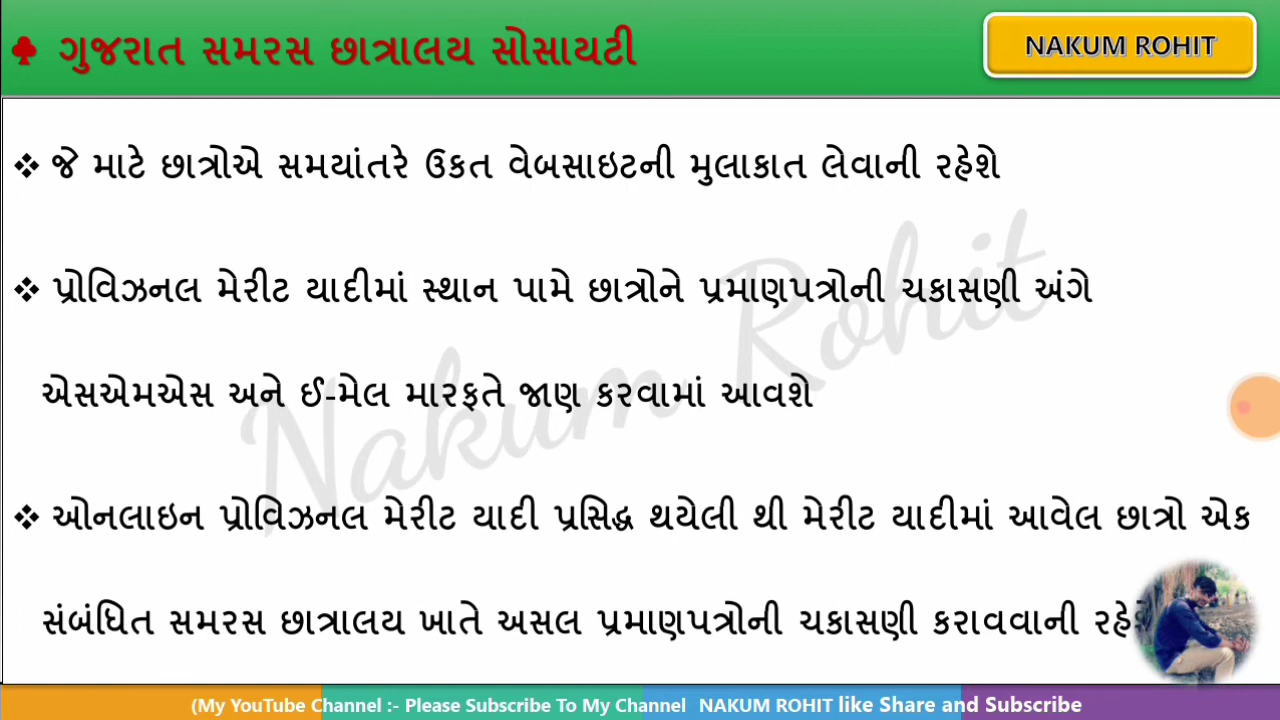 ♣ ગુજરાત સમરસ છાત્રાલય સોસાયટી
NAKUM ROHIT
❖ જે માટે છાત્રોએ સમયાંતરે ઉકત વેબસાઇટની મુલાકાત લેવાની રહેશે
❖ પ્રોવિઝનલ મેરીટ યાદીમાં સ્થાન પામે છાત્રોને પ્રમાણપત્રોની ચકાસણી અંગે
એસએમએસ અને ઈ-મેલ મારફતે જાણ કરવામાં આવશે
❖ ઓનલાઇન પ્રોવિઝનલ મેરીટ યાદી પ્રસિદ્ધ થયેલી થી મેરીટ યાદીમાં આવેલ છાત્રો એક
સંબંધિત સમરસ છાત્રાલય ખાતે અસલ પ્રમાણપત્રોની ચકાસણી કરાવવાની
Nakum Rohit
(My YouTube Channel :- Please Subscribe To My Channel NAKUM ROHIT like Share and Subscribe